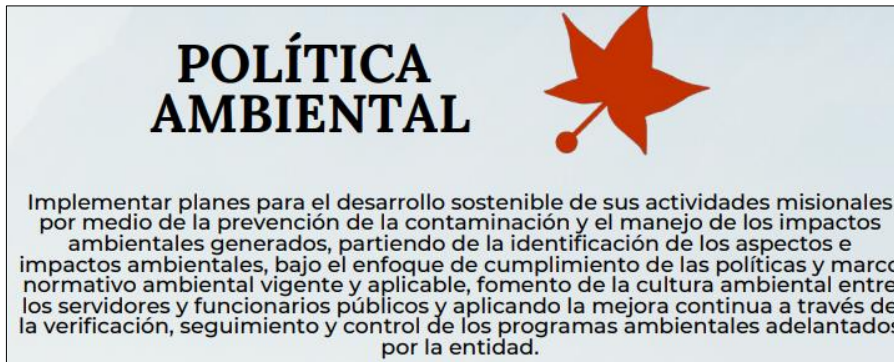 POLÍTICA
AMBIENTAL
Implementar planes para el desarrollo sostenible de sus actividades misionales
por medio de la prevención de la contaminación y el manejo de los impactos
ambientales generados, partiendo de la identificación de los aspectos e
impactos ambientales, bajo el enfoque de cumplimiento de las políticas y marco
normativo ambiental vigente y aplicable, fomento de la cultura ambiental entre
los servidores y funcionarios públicos y aplicando la mejora continua a través de
la verificación, seguimiento y control de los programas ambientales adelantados
por la entidad.